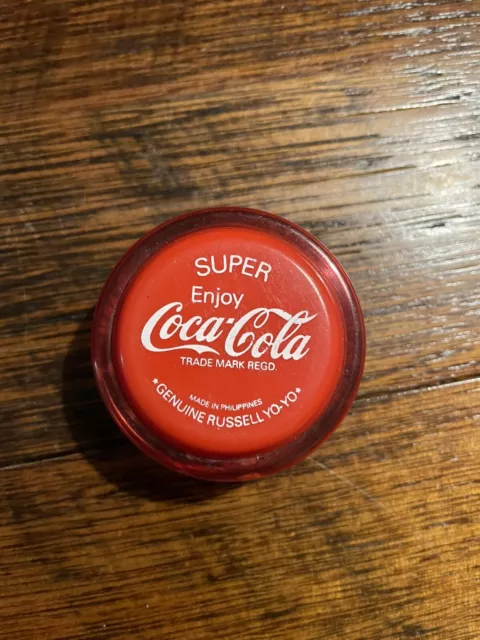 SUPER
Enjoy
Coca-Cola
TRADE MARK REGD.
MADE IN PHILIPPINES
*GENUINE RUSSELL YO-YO*